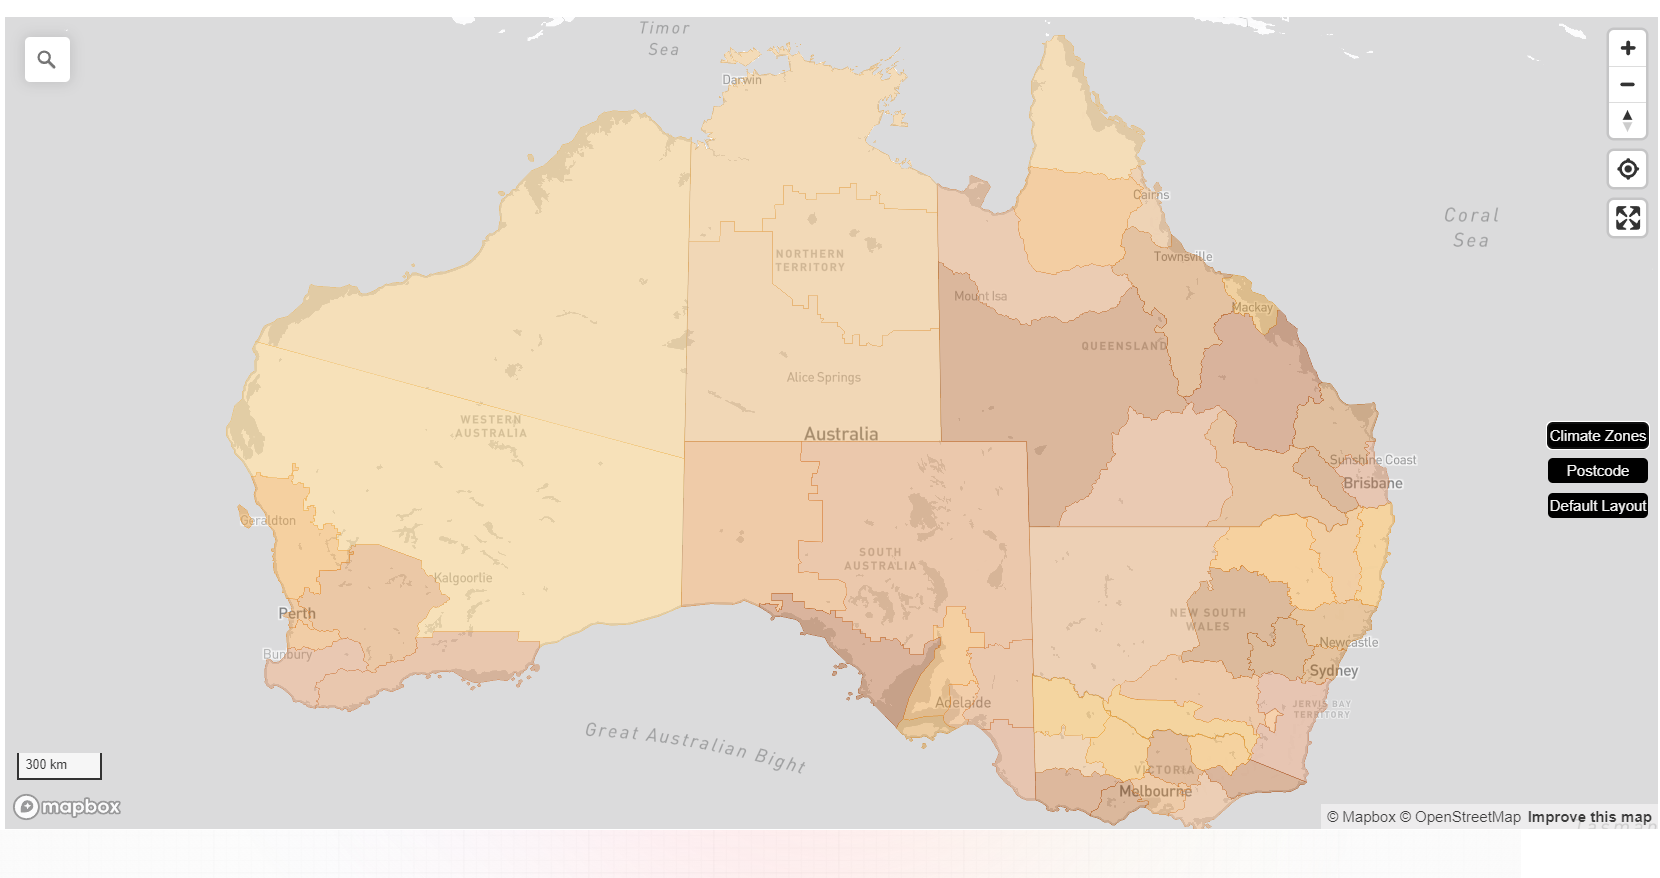 Timor
Sea
Darwin
Cairns
Coral
Sea
Townsville
NORTHERN
TERRITORY
Mount Isa
Mackay
QUEENSLAND
Alice Springs
WESTERN
AUSTRALIA
Australia
Climate Zones
Sunshine Coast
Postcode
Brisbane
Default Layout
Geraldton
SOUTH
AUSTRALIA
Kalgoorlie
Perth
NEW SOUTH
WALES
Newcastle
Bunbury
Sydney
Adelaide
JERVIS BAY
TERRITORY
Great Australian Bight
300 km
VICTORIA
Melbourne
mapbox
© Mapbox © OpenStreetMap Improve this map